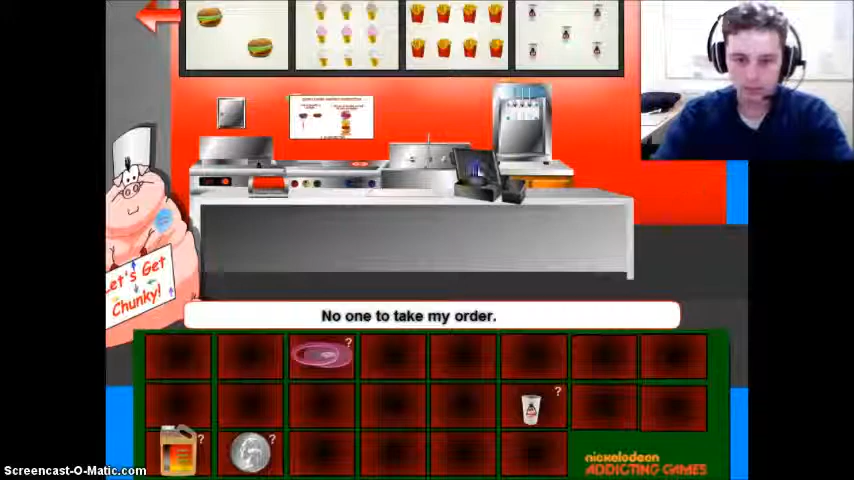 No one to take my order.
Let's Get
Chunky!
?
?
?
?
nickelodeon
ADDICTING GAMES
Screencast-O-Matic.com